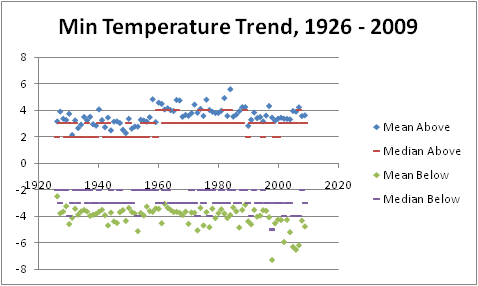 Min Temperature Trend, 1926 - 2009
8
6
4
2
0
1920 1940 1960 1980 2000 2020
-2
-4
-6
-8
Mean Above
Median Above
Mean Below
Median Below